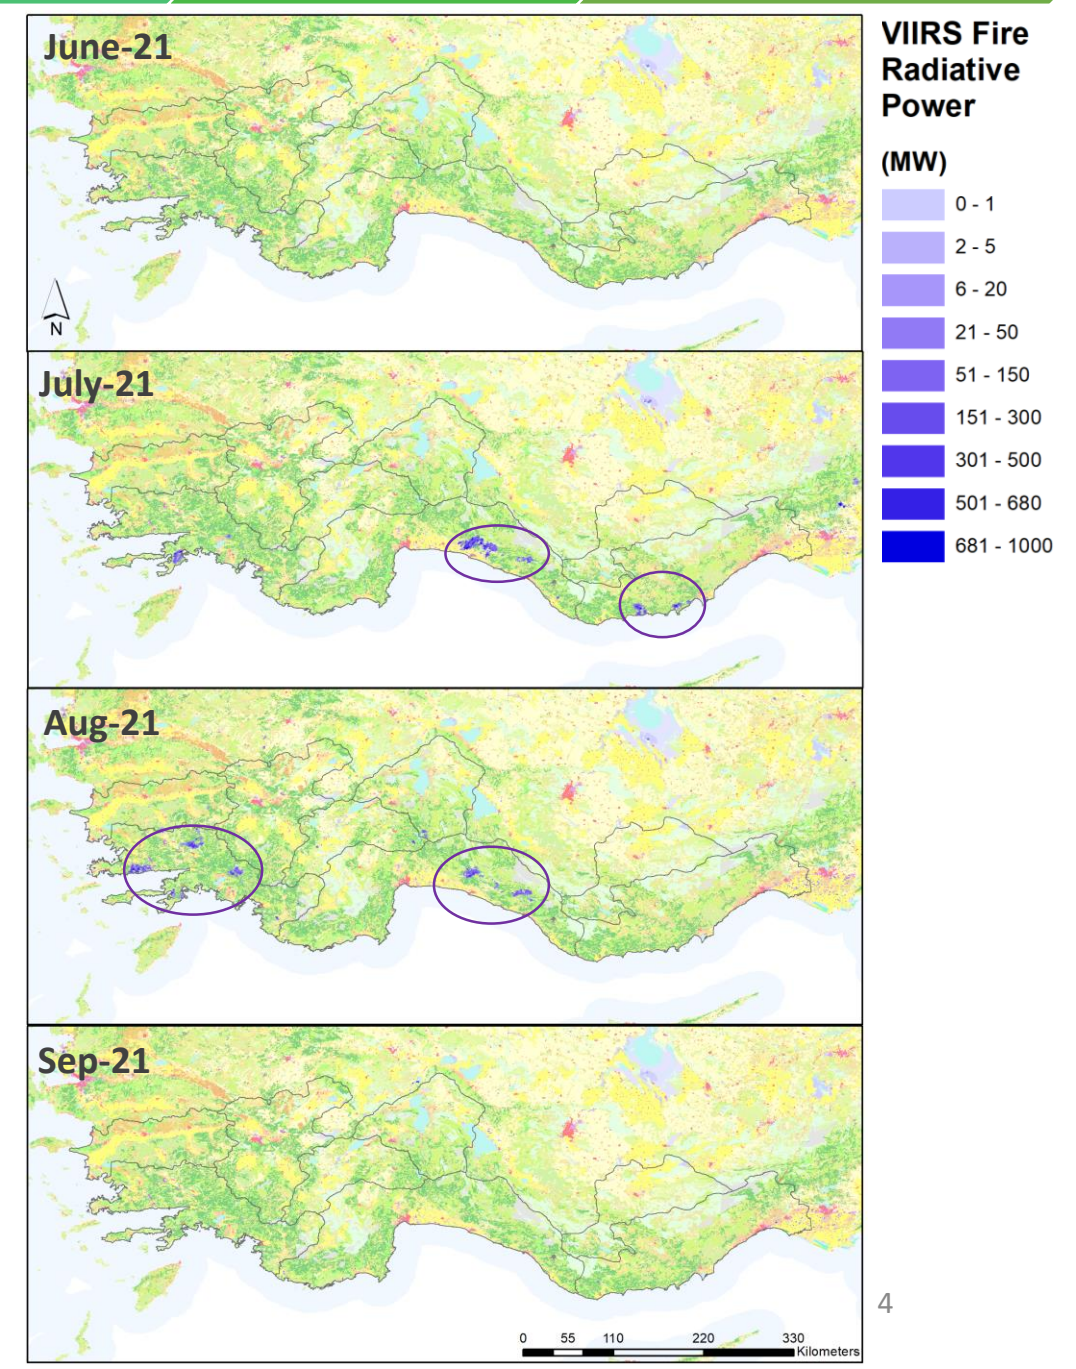 June-21
N
July-21
Aug-21
Sep-21
0 55 110 220 330
Kilometers
VIIRS Fire
Radiative
Power
(MW)
0 - 1
2 - 5
6 - 20
21 - 50
51 - 150
151 - 300
301 - 500
501 - 680
681 - 1000
4